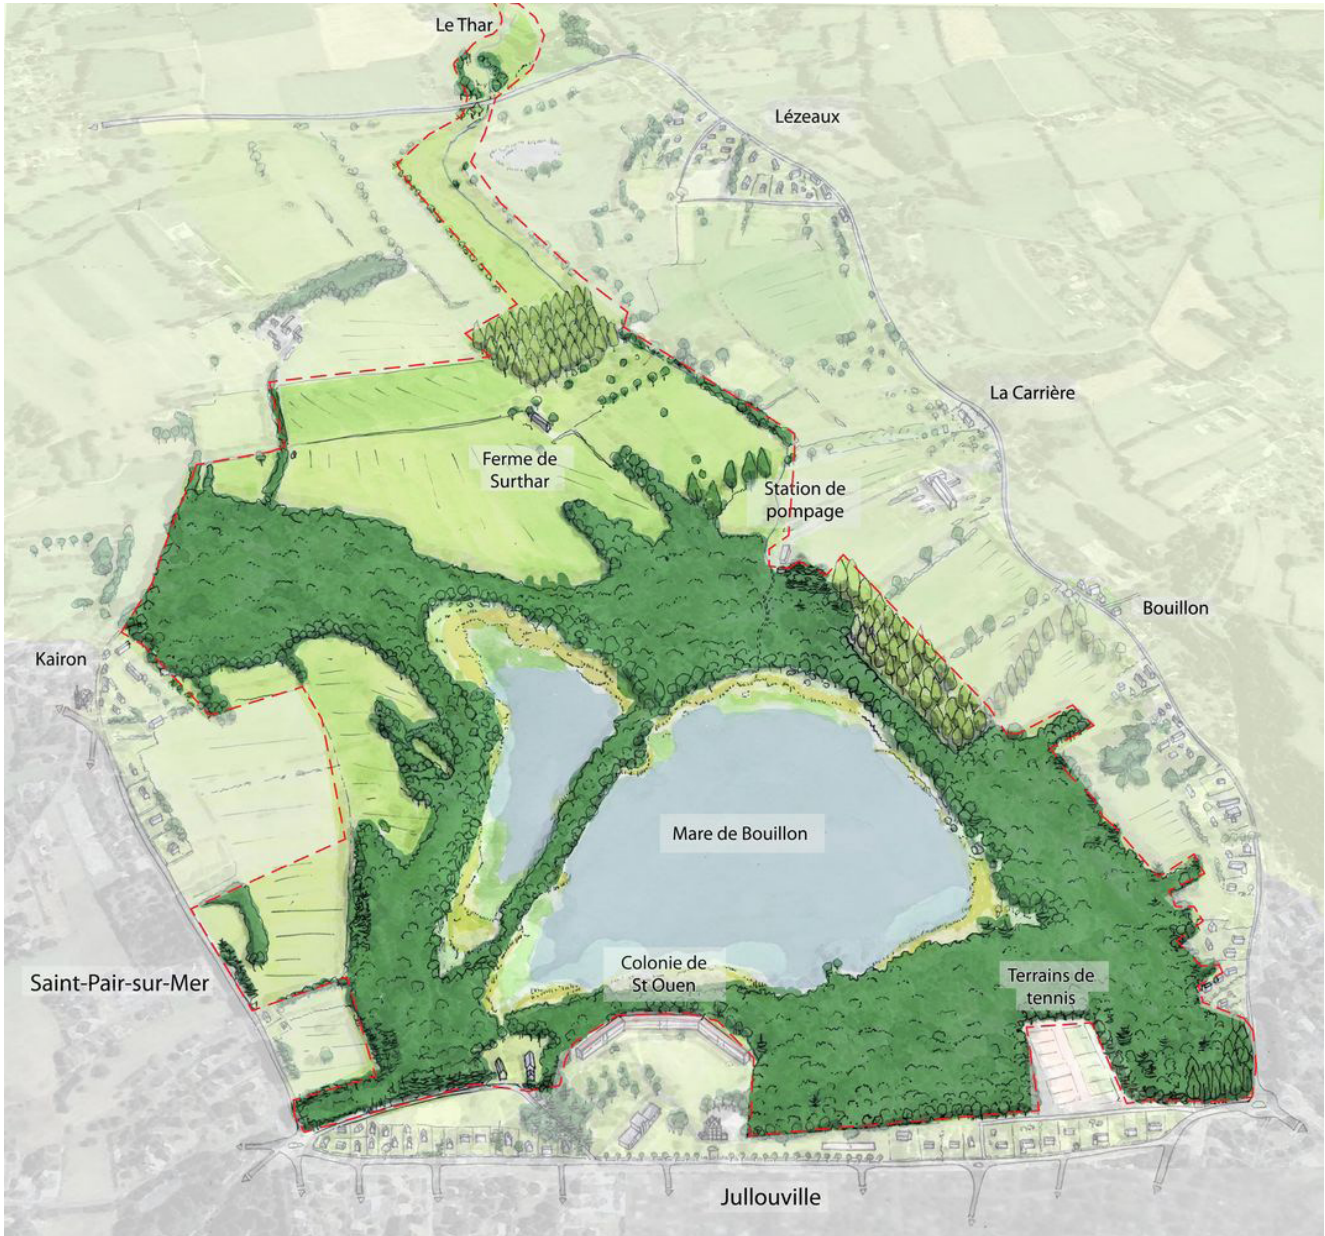 Le Thar
Lézeaux
La Carrière
Ferme de
Surthar
Station de
pompage
Bouillon
Kairon
Mare de Bouillon
Colonie de
St Ouen
Terrains de
tennis
Saint-Pair-sur-Mer
Jullouville